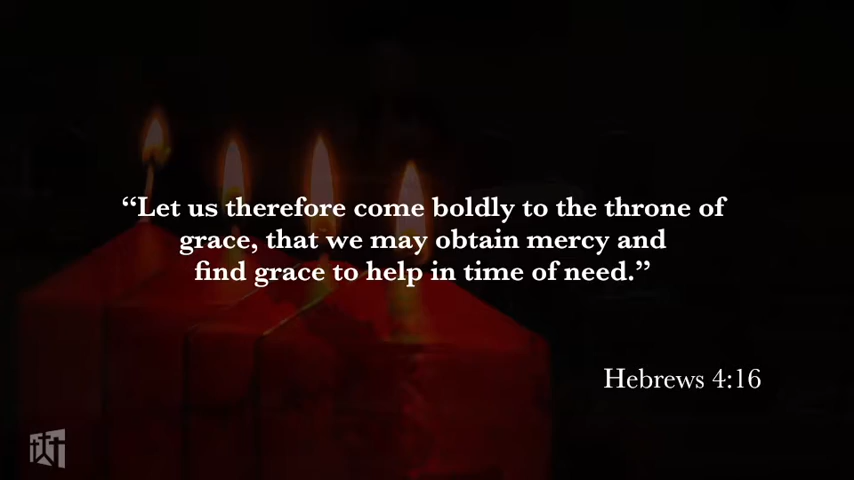 “Let us therefore come boldly to the throne of
grace, that we may obtain mercy and
find grace to help in time of need.”
Hebrews 4:16